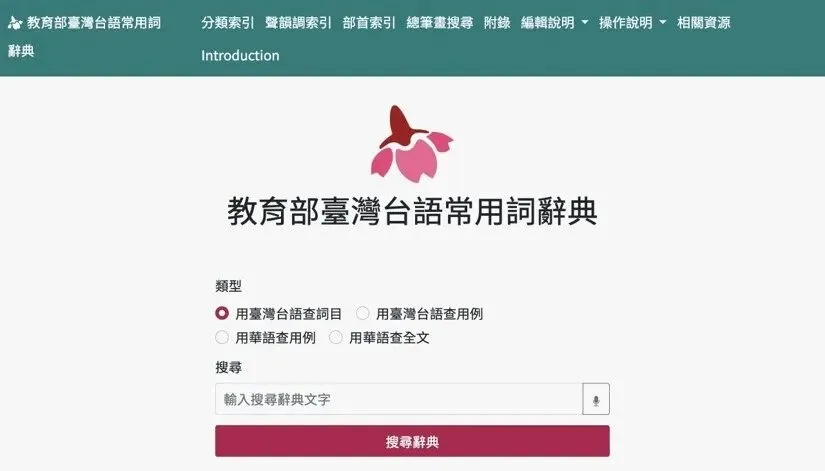 教育部臺灣台語常用詞
辭典
分類索引 聲韻調索引 部首索引 總筆畫搜尋 附錄 編輯說明 操作說明 相關資源
Introduction
教育部臺灣台語常用詞辭典
類型
用臺灣台語查詞目 用臺灣台語查用例
用華語查用例 用華語查全文
搜尋
輸入搜尋辭典文字
搜尋辭典